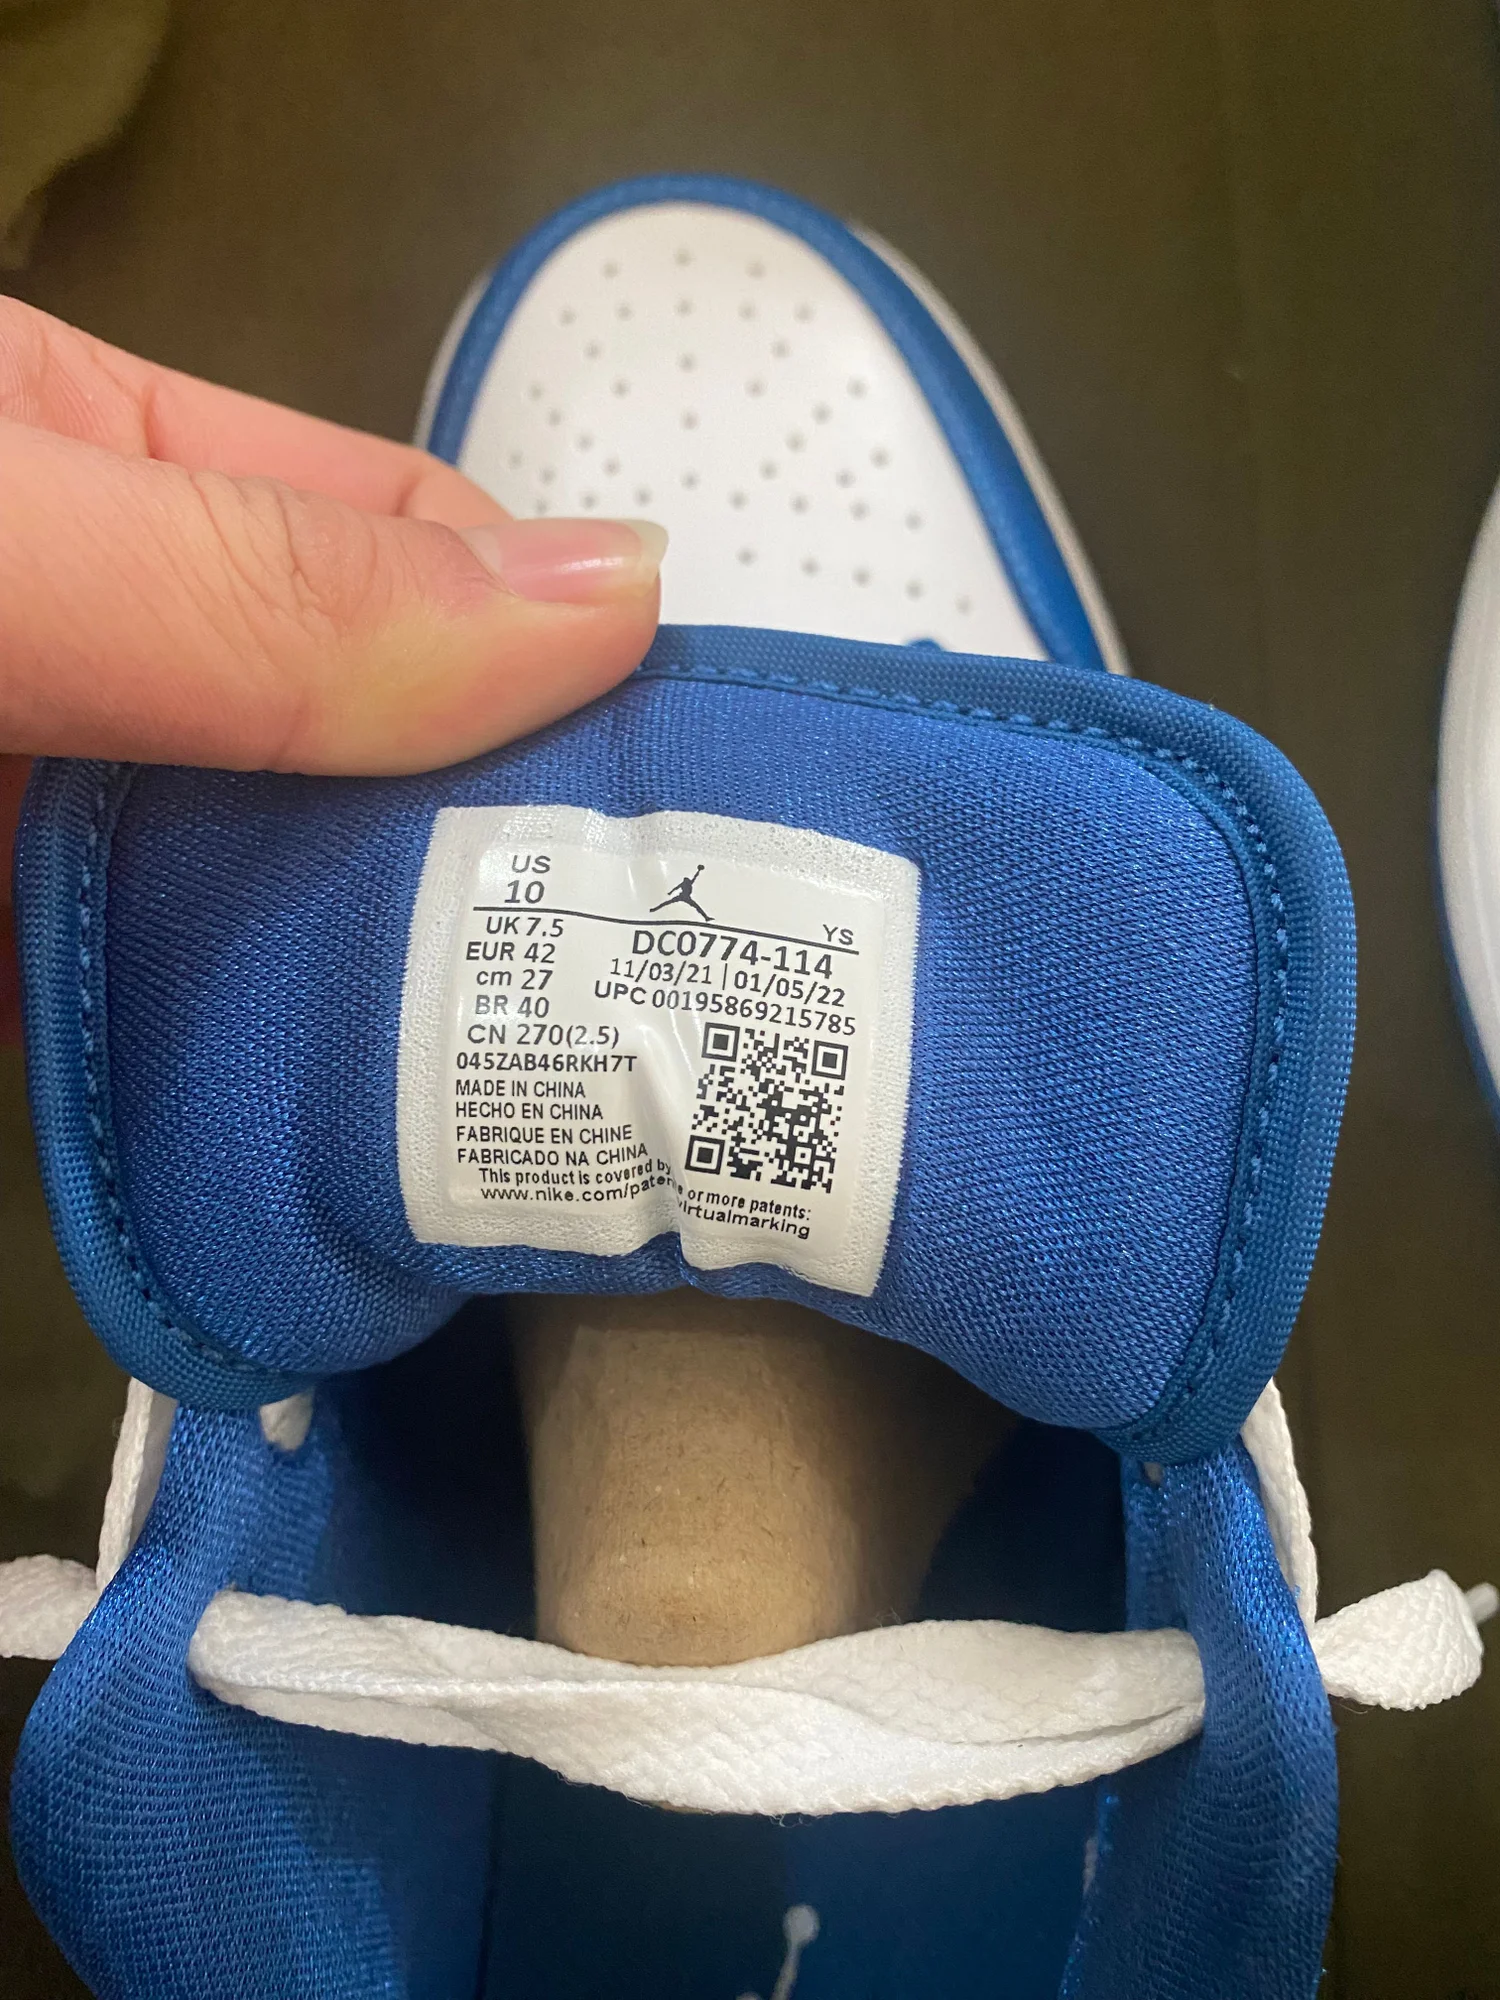 US
10
YS
UK 7.5
EUR 42
cm 27
BR 40
CN 270(2.5)
DC0774-114
11/03/21 | 01/05/22
UPC 00195869215785
045ZAB46RKH7T
MADE IN CHINA
HECHO EN CHINA
FABRIQUE EN CHINE
FABRICADO NA CHINA
This product is covered by or more patents:
www.nike.com/paten virtualmarking